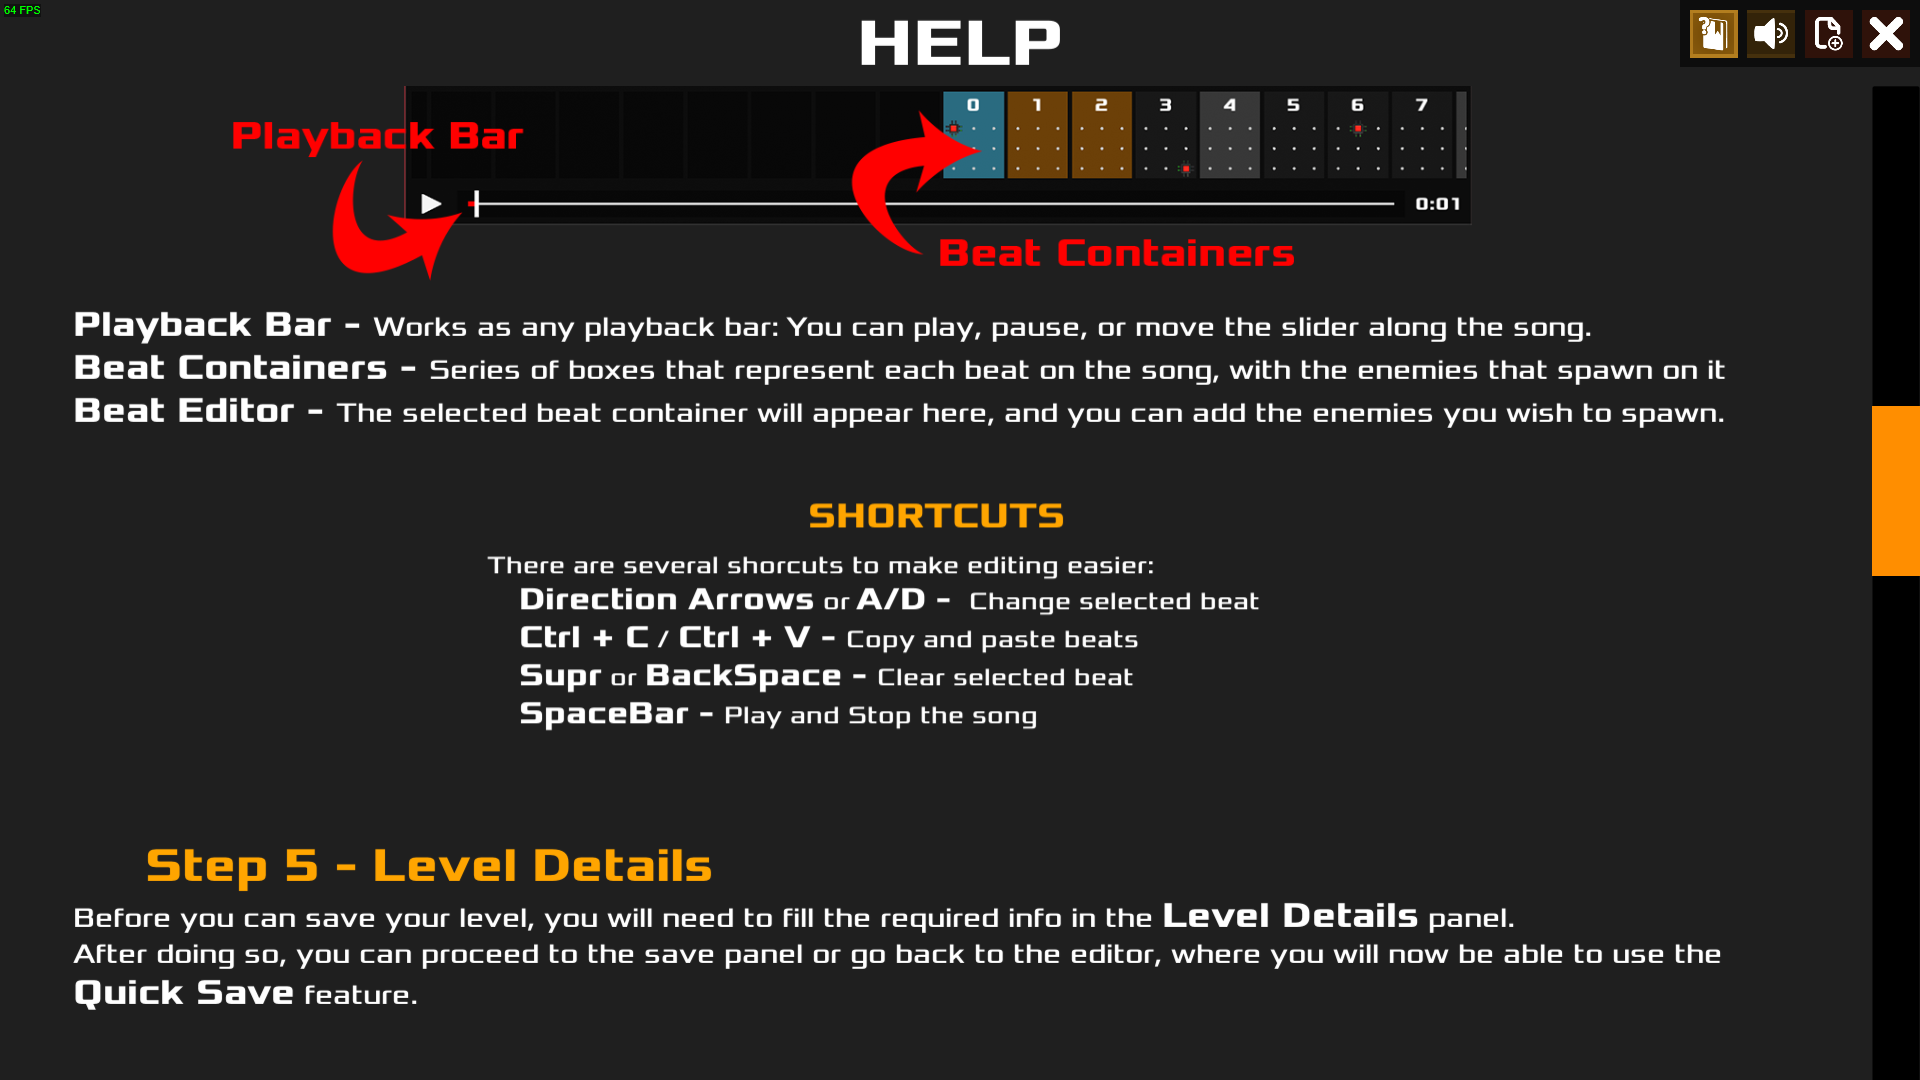 64 FPS
HELP
0 1 2 3 4 5 6 7
Playback Bar
0:01
Beat Containers
Playback Bar - Works as any playback bar: You can play, pause, or move the slider along the song.
Beat Containers - Series of boxes that represent each beat on the song, with the enemies that spawn on it
Beat Editor - The selected beat container will appear here, and you can add the enemies you wish to spawn.
SHORTCUTS
There are several shorcuts to make editing easier:
Direction Arrows or A/D - Change selected beat
Ctrl + C / Ctrl + V - Copy and paste beats
Supr or BackSpace - Clear selected beat
SpaceBar - Play and Stop the song
Step 5 - Level Details
Before you can save your level, you will need to fill the required info in the Level Details panel.
After doing so, you can proceed to the save panel or go back to the editor, where you will now be able to use the
Quick Save feature.